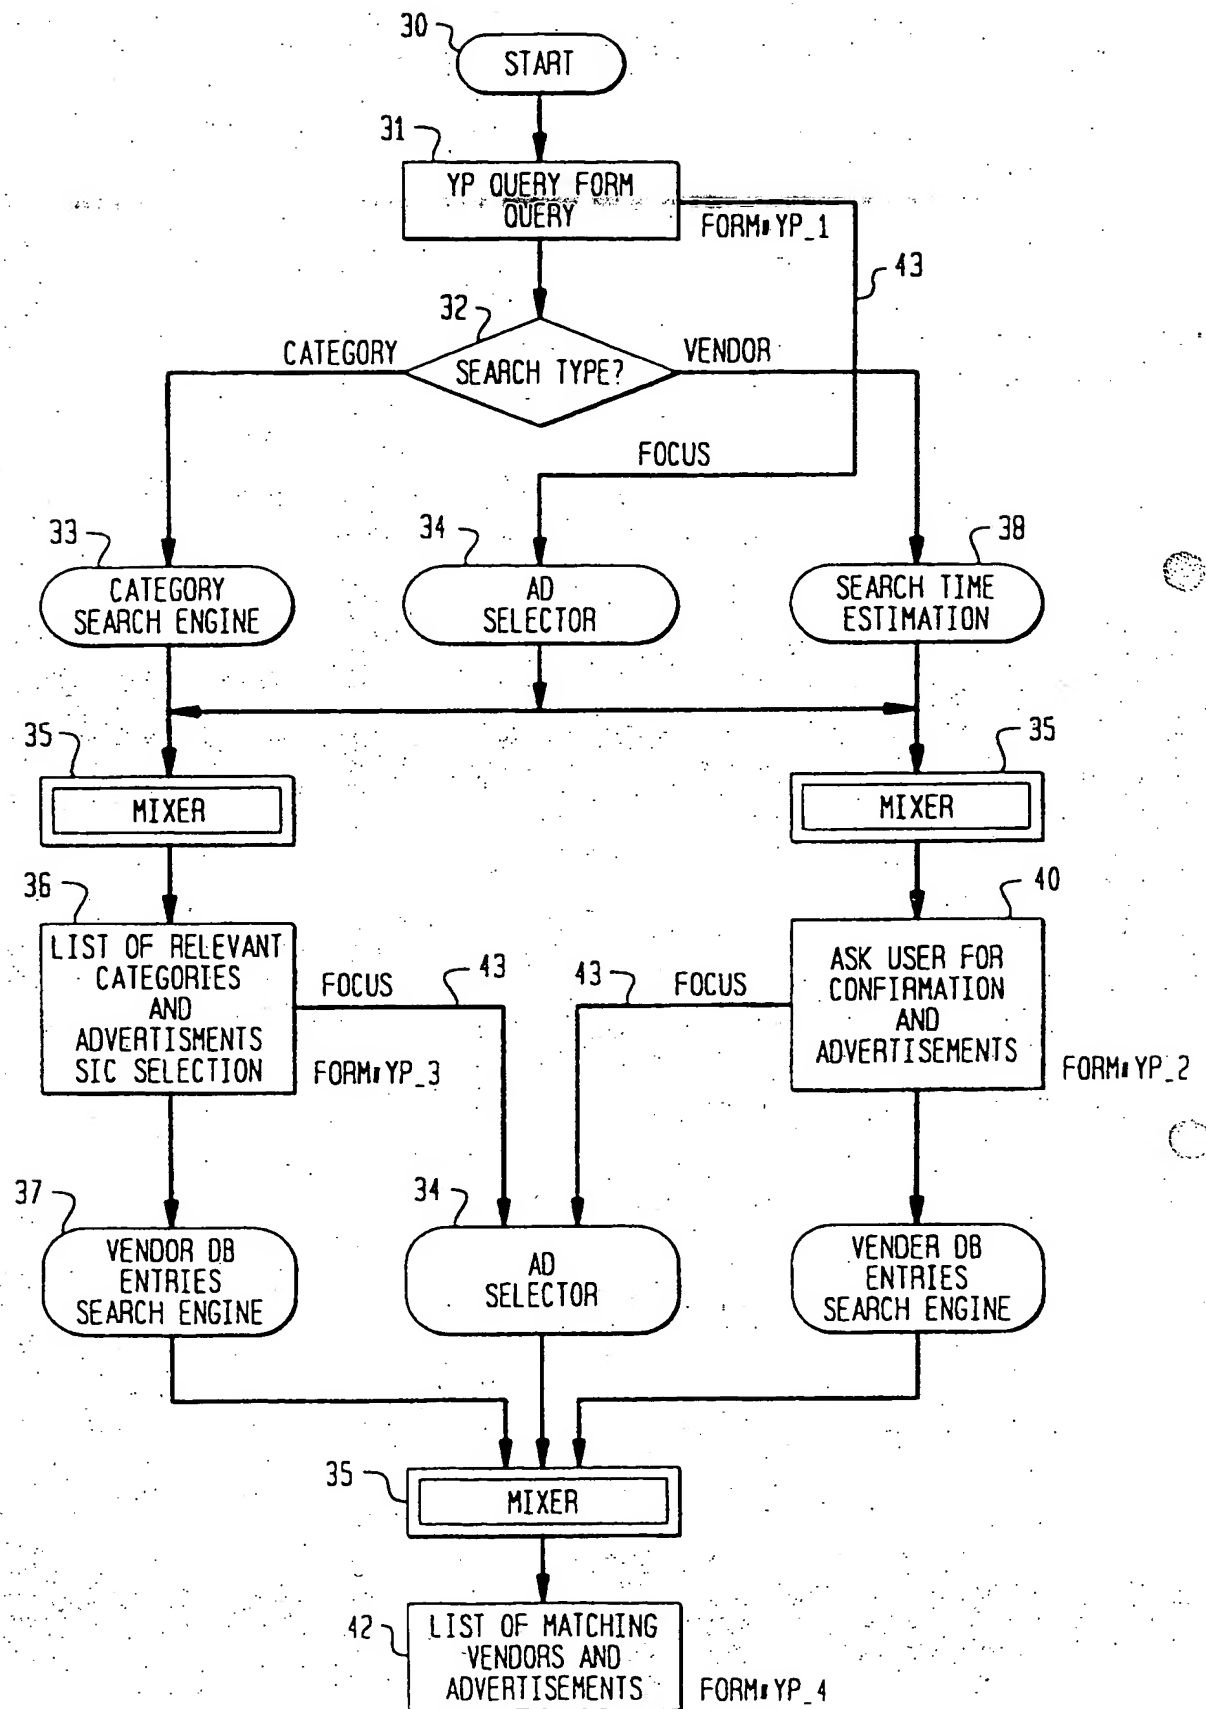 30
START
31
YP QUERY FORM
QUERY
FORM#YP_1
43
32
CATEGORY
SEARCH TYPE?
VENDOR
FOCUS
33
34
38
CATEGORY
SEARCH ENGINE
AD
SELECTOR
SEARCH TIME
ESTIMATION
35
35
MIXER
MIXER
36
40
LIST OF RELEVANT
CATEGORIES
AND
ADVERTISMENTS
SIC SELECTION
FOCUS
43
43
FOCUS
ASK USER FOR
CONFIRMATION
AND
ADVERTISEMENTS
FORM#YP_3
FORM#YP_2
37
34
VENDOR DB
ENTRIES
SEARCH ENGINE
AD
SELECTOR
VENDER DB
ENTRIES
SEARCH ENGINE
35
MIXER
42
LIST OF MATCHING
VENDORS AND
ADVERTISEMENTS
FORM#YP_4